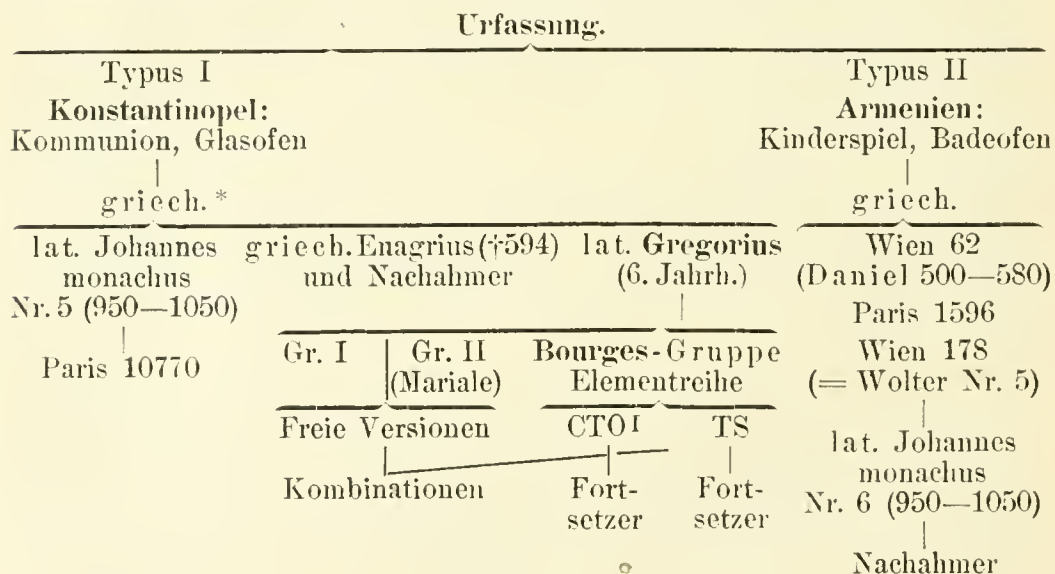 Urfassung.
Typus I
Konstantinopel:
Kommunion, Glasofen
griech.*
lat. Johannes
monachus
Nr. 5 (950—1050)
Paris 10770
griech. Enagrius (†594)
und Nachahmer
lat. Gregorius
(6. Jahrh.)
Gr. I
Gr. II
(Mariale)
Bourges-Gruppe
Elementreihe
Freie Versionen
CTO I
TS
Kombinationen
Fort-
setzer
Fort-
setzer
Typus II
Armenien:
Kinderspiel, Badeofen
griech.
Wien 62
(Daniel 500—580)
Paris 1596
Wien 178
(= Wolter Nr. 5)
lat. Johannes
monachus
Nr. 6 (950—1050)
Nachahmer